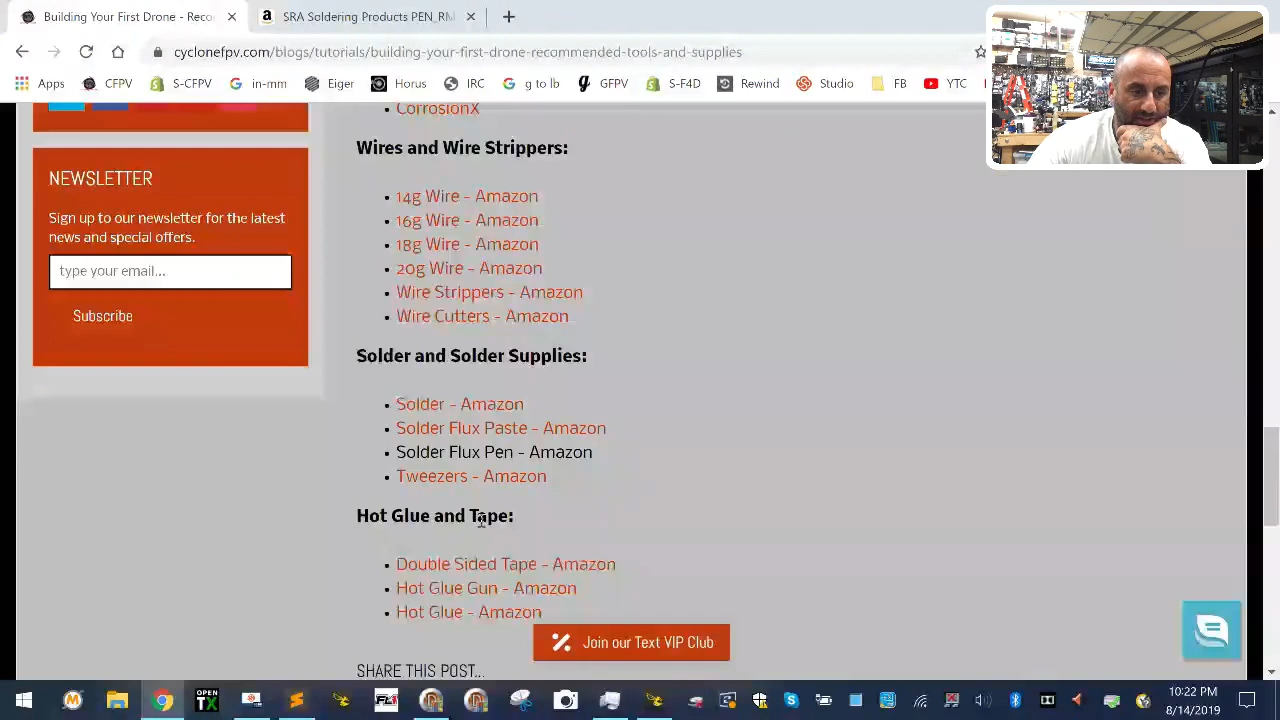 Building Your First Drone - Reco
SRA Soldering Products PEN_RM
cyclonefpv.com/b
building-your-first-drone-recommended-tools-and-supplies
Apps
CFPV
S-CFPV
in-mm
Eige
IRC
g lb
GFPV
S-F4D
Rewind
Studio
FB
YTC
CorrosionX
Wires and Wire Strippers:
NEWSLETTER
Sign up to our newsletter for the latest
news and special offers.
type your email...
Subscribe
14g Wire - Amazon
16g Wire - Amazon
18g Wire - Amazon
20g Wire - Amazon
Wire Strippers - Amazon
Wire Cutters - Amazon
Solder and Solder Supplies:
Solder - Amazon
Solder Flux Paste - Amazon
Solder Flux Pen - Amazon
Tweezers - Amazon
Hot Glue and Tape:
Double Sided Tape - Amazon
Hot Glue Gun - Amazon
Hot Glue - Amazon
Join our Text VIP Club
SHARE THIS POST...
OPEN
TX
10:22 PM
8/14/2019